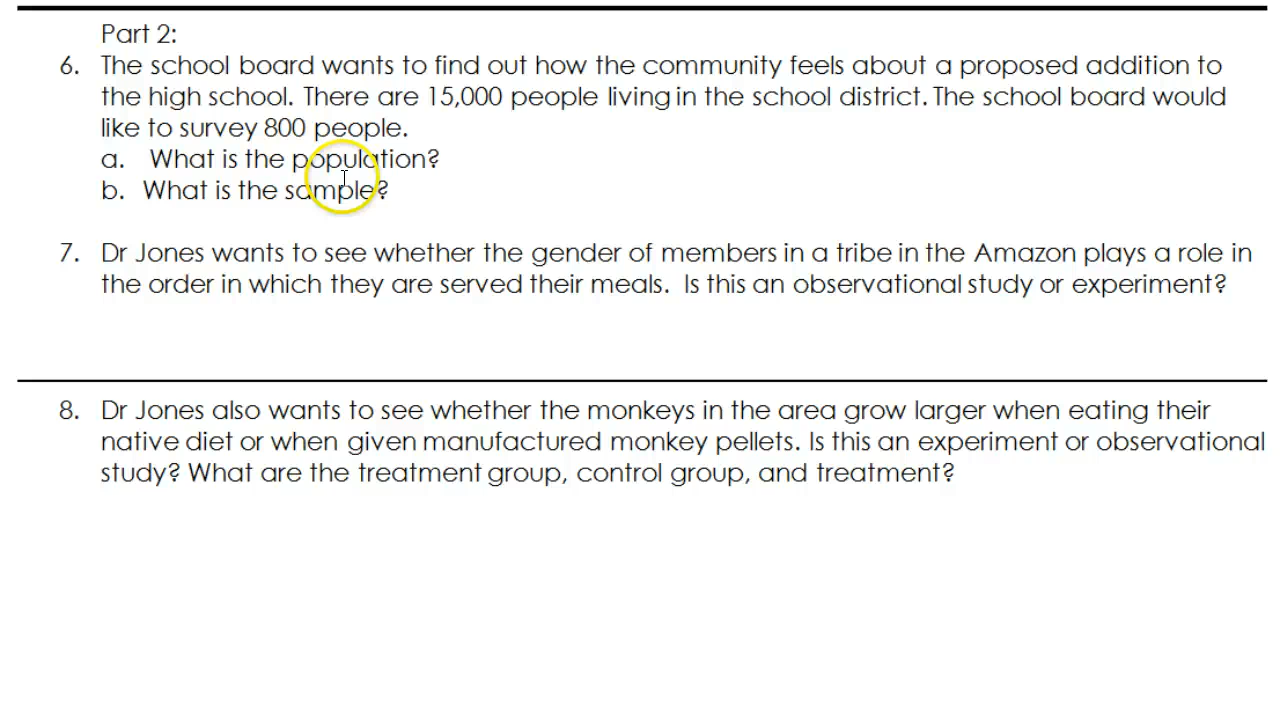 Part 2:
6. The school board wants to find out how the community feels about a proposed addition to
the high school. There are 15,000 people living in the school district. The school board would
like to survey 800 people.
a. What is the population?
b. What is the sample?
7. Dr Jones wants to see whether the gender of members in a tribe in the Amazon plays a role in
the order in which they are served their meals. Is this an observational study or experiment?
8. Dr Jones also wants to see whether the monkeys in the area grow larger when eating their
native diet or when given manufactured monkey pellets. Is this an experiment or observational
study? What are the treatment group, control group, and treatment?